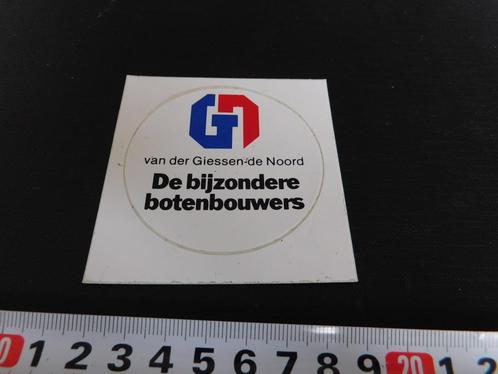 GN
van der Giessen-de Noord
De bijzondere
botenbouwers
0 1 2 3 4 5 6 7 8 9 20 1 2